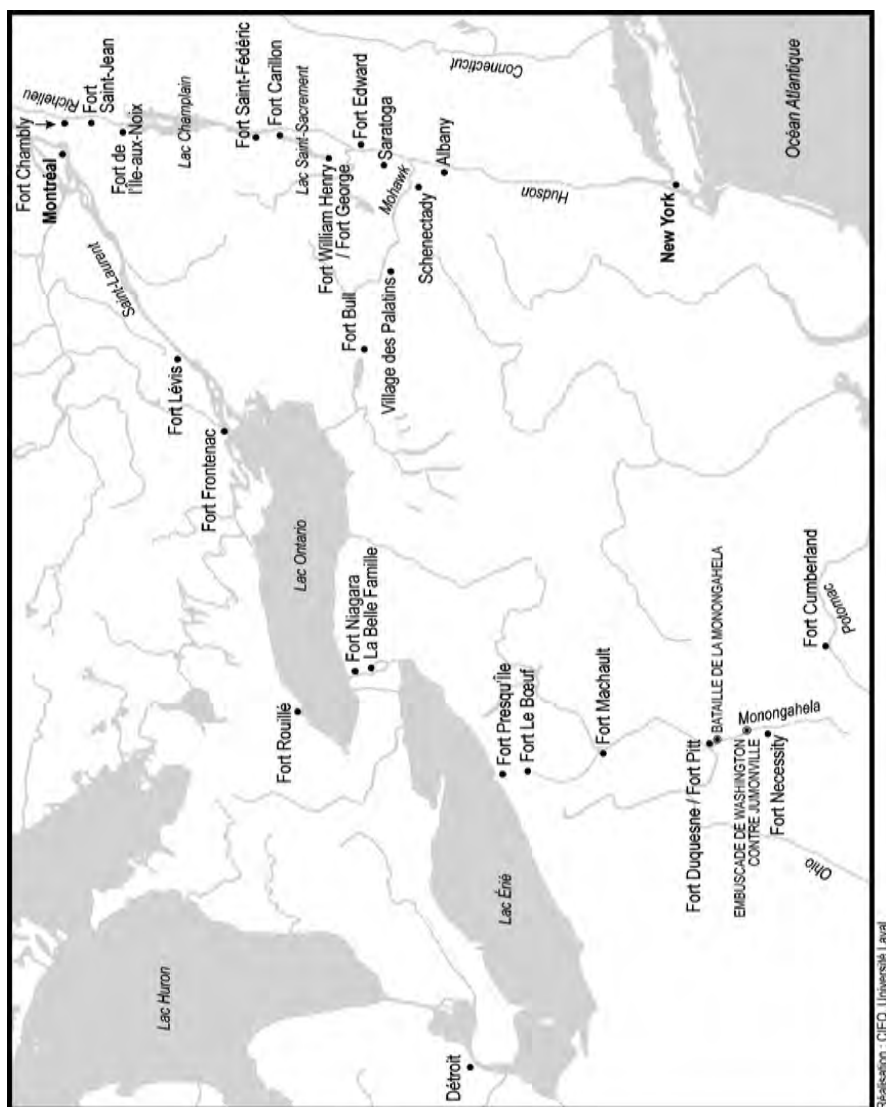 Lac Huron
Détroit
Lac Érié
Fort Rouillé
Lac Ontario
Fort Niagara
La Belle Famille
Fort Presqu'île
Fort Le Bœuf
Fort Machault
Fort Duquesne / Fort Pitt
BATAILLE DE LA MONONGAHELA
EMBUSCADE DE WASHINGTON
CONTRE JUMONVILLE
Monongahela
Fort Necessity
Ohio
Fort Cumberland
Potomac
Fort Frontenac
Fort Lévis
Saint-Laurent
Montréal
Fort Chambly
Richelieu
Fort
Saint-Jean
Fort de
l'Île-aux-Noix
Lac Champlain
Fort Saint-Fédéric
Fort Carillon
Lac Saint-Sacrement
Fort William Henry
/ Fort George
Fort Edward
Saratoga
Mohawk
Fort Bull
Village des Palatins
Schenectady
Albany
Hudson
Connecticut
New York
Océan Atlantique
Réalisation : CIEQ, Université Laval